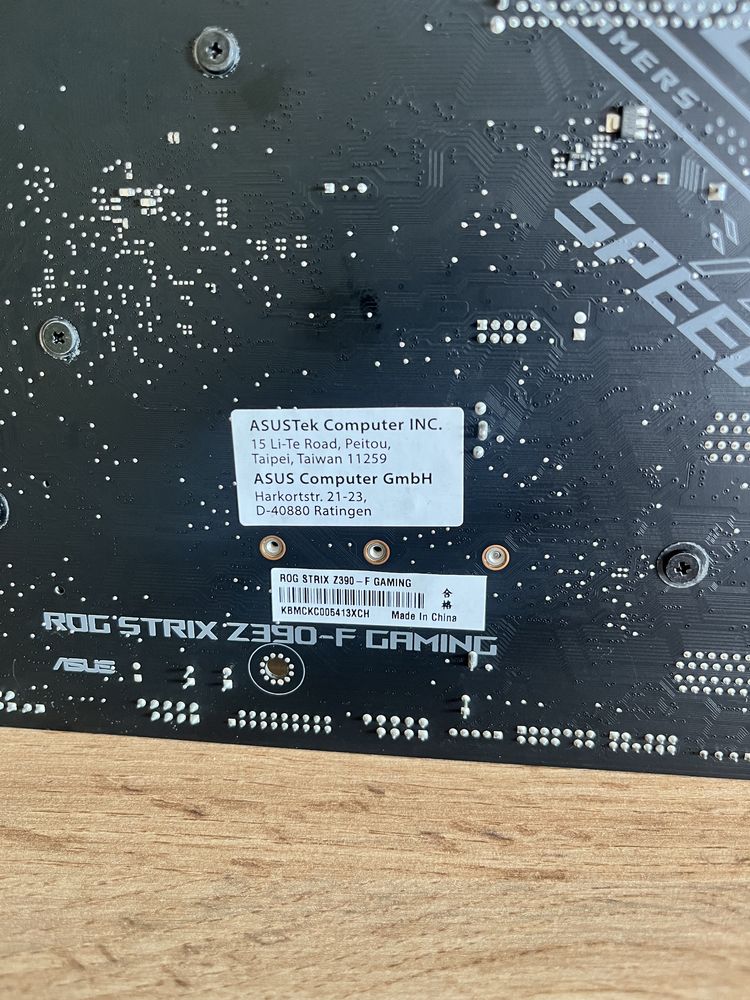 GAMERS
SPEED
ASUSTek Computer INC.
15 Li-Te Road, Peitou,
Taipei, Taiwan 11259
ASUS Computer GmbH
Harkortstr. 21-23,
D-40880 Ratingen
ROG STRIX Z390-F GAMING
合格
KBMCKC006413XCH Made In China
ROG STRIX Z390-F GAMING
ASUS